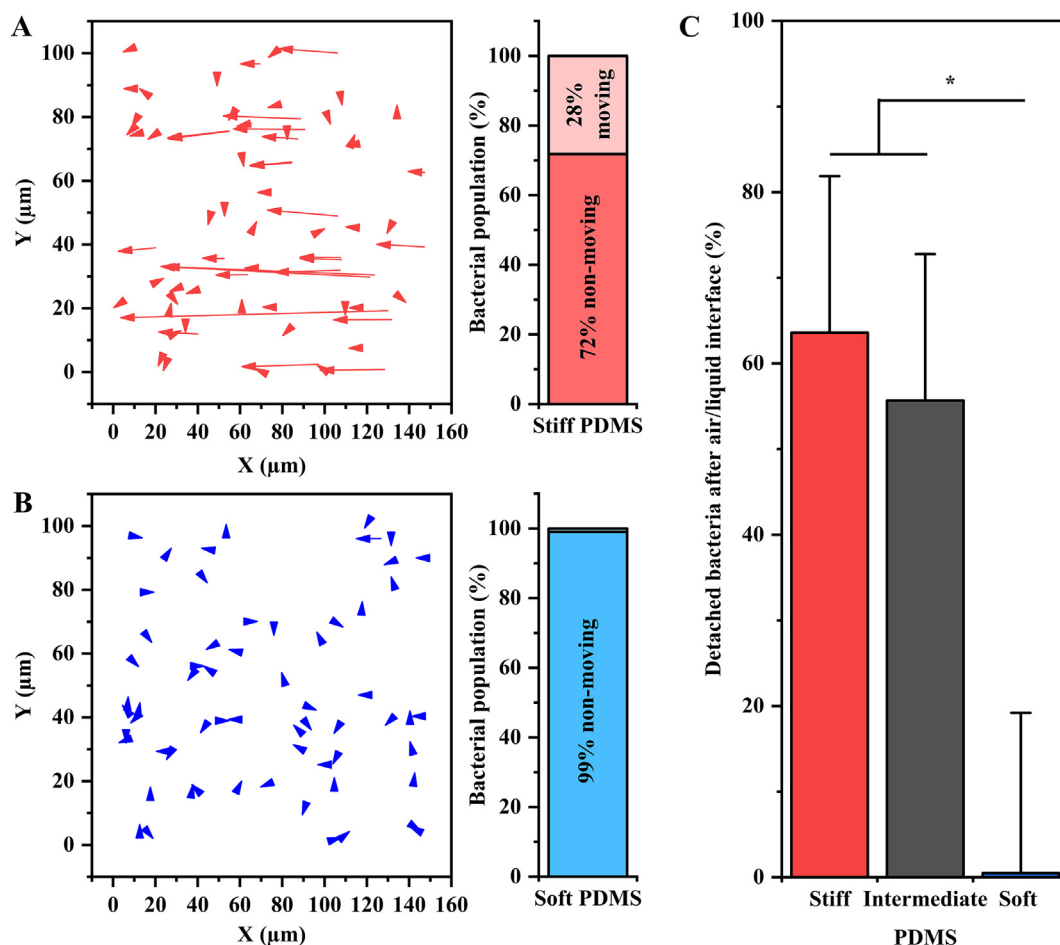 A
Y (μm)
100
80
60
40
20
0
0 20 40 60 80 100 120 140 160
X (μm)
Bacterial population (%)
100
80
60
40
20
0
28%
moving
72% non-moving
Stiff PDMS
B
Y (μm)
100
80
60
40
20
0
0 20 40 60 80 100 120 140 160
X (μm)
Bacterial population (%)
100
80
60
40
20
0
99% non-moving
Soft PDMS
C
Detached bacteria after air/liquid interface (%)
100
80
60
40
20
0
*
Stiff Intermediate Soft
PDMS